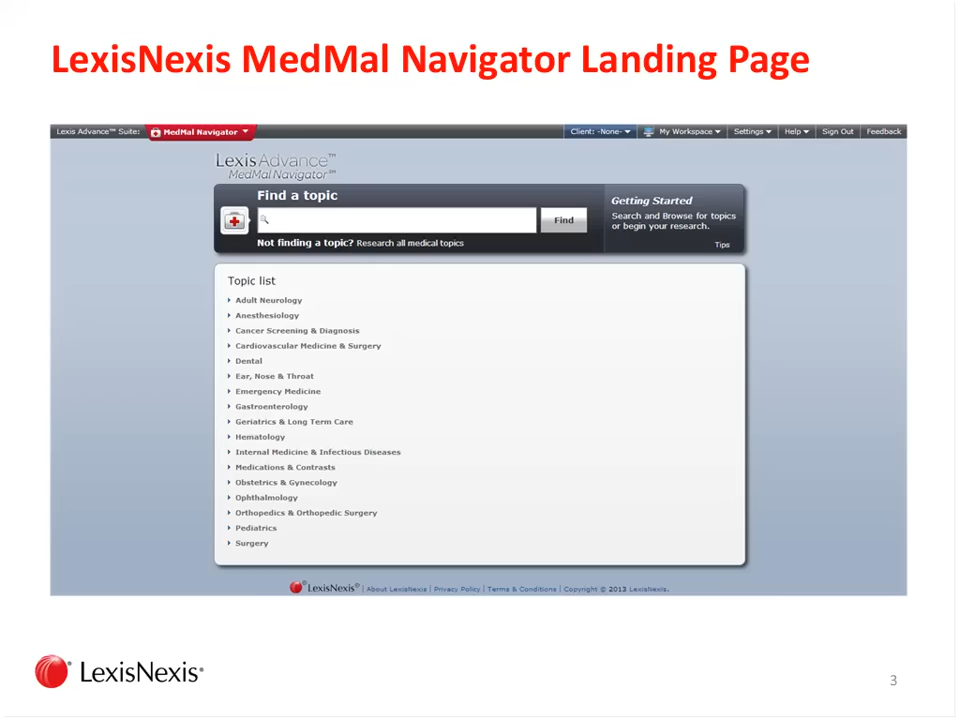 LexisNexis MedMal Navigator Landing Page
Lexis Advance™ Suite: MedMal Navigator Client: -None- My Workspace Settings Help Sign Out Feedback
LexisAdvance™
MedMal Navigator™
Find a topic
Find
Not finding a topic? Research all medical topics
Getting Started
Search and Browse for topics
or begin your research.
Tips
Topic list
Adult Neurology
Anesthesiology
Cancer Screening & Diagnosis
Cardiovascular Medicine & Surgery
Dental
Ear, Nose & Throat
Emergency Medicine
Gastroenterology
Geriatrics & Long Term Care
Hematology
Internal Medicine & Infectious Diseases
Medications & Contrasts
Obstetrics & Gynecology
Ophthalmology
Orthopedics & Orthopedic Surgery
Pediatrics
Surgery
LexisNexis® | About LexisNexis | Privacy Policy | Terms & Conditions | Copyright © 2013 LexisNexis.
LexisNexis®
3